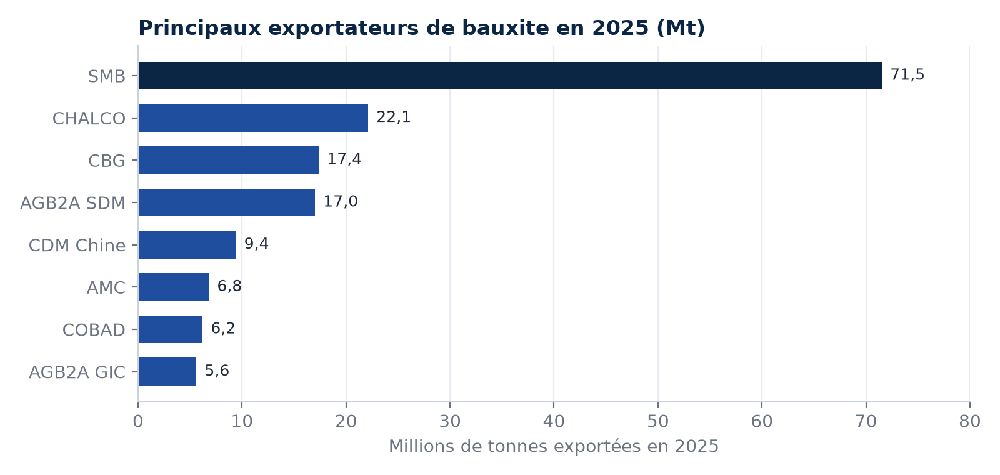 Principaux exportateurs de bauxite en 2025 (Mt)
SMB 71,5
CHALCO 22,1
CBG 17,4
AGB2A SDM 17,0
CDM Chine 9,4
AMC 6,8
COBAD 6,2
AGB2A GIC 5,6
0 10 20 30 40 50 60 70 80
Millions de tonnes exportées en 2025